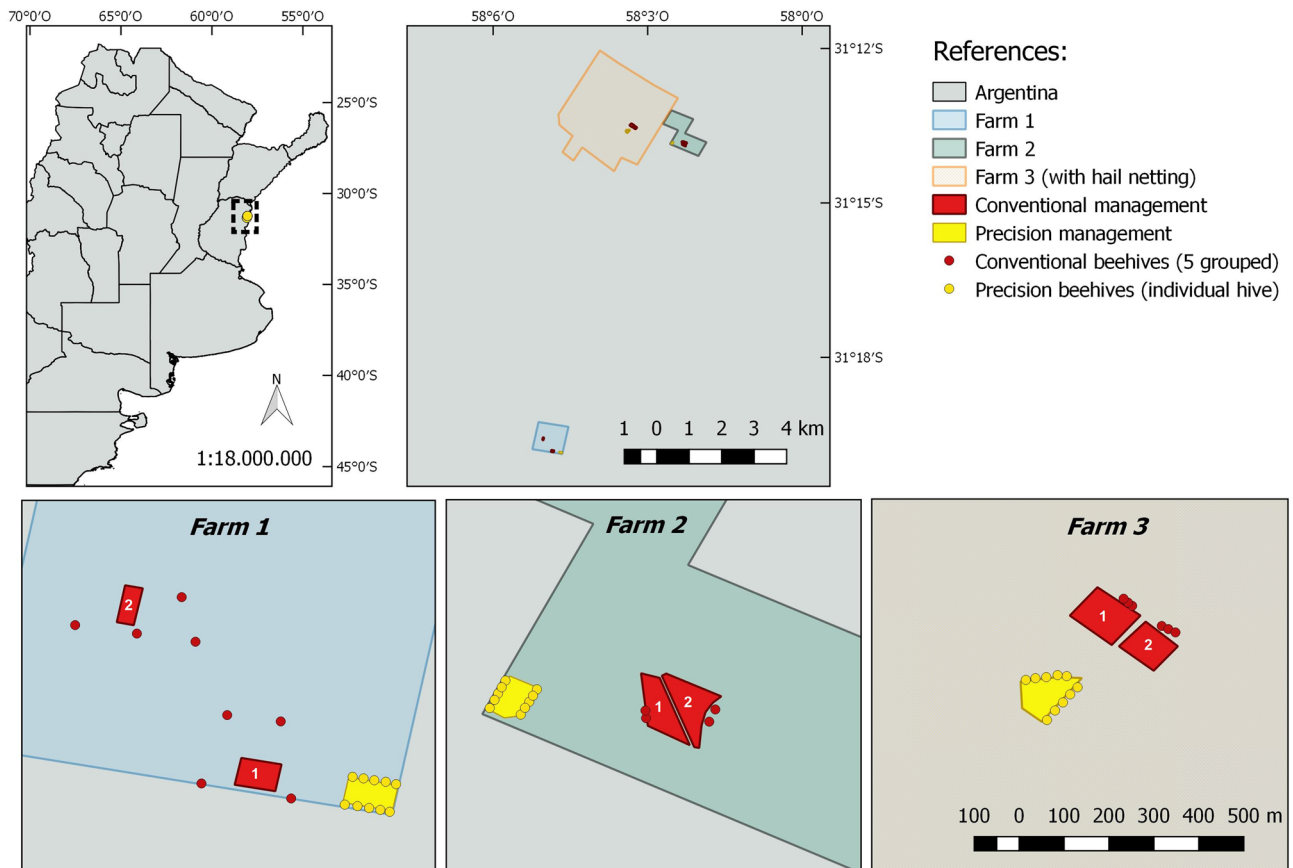 70°0'O 65°0'O 60°0'O 55°0'O
25°0'S
30°0'S
35°0'S
40°0'S
45°0'S
N
1:18.000.000
58°6'O 58°3'O 58°0'O
31°12'S
31°15'S
31°18'S
1 0 1 2 3 4 km
References:
Argentina
Farm 1
Farm 2
Farm 3 (with hail netting)
Conventional management
Precision management
Conventional beehives (5 grouped)
Precision beehives (individual hive)
Farm 1
2
1
Farm 2
1 2
Farm 3
1
2
100 0 100 200 300 400 500 m